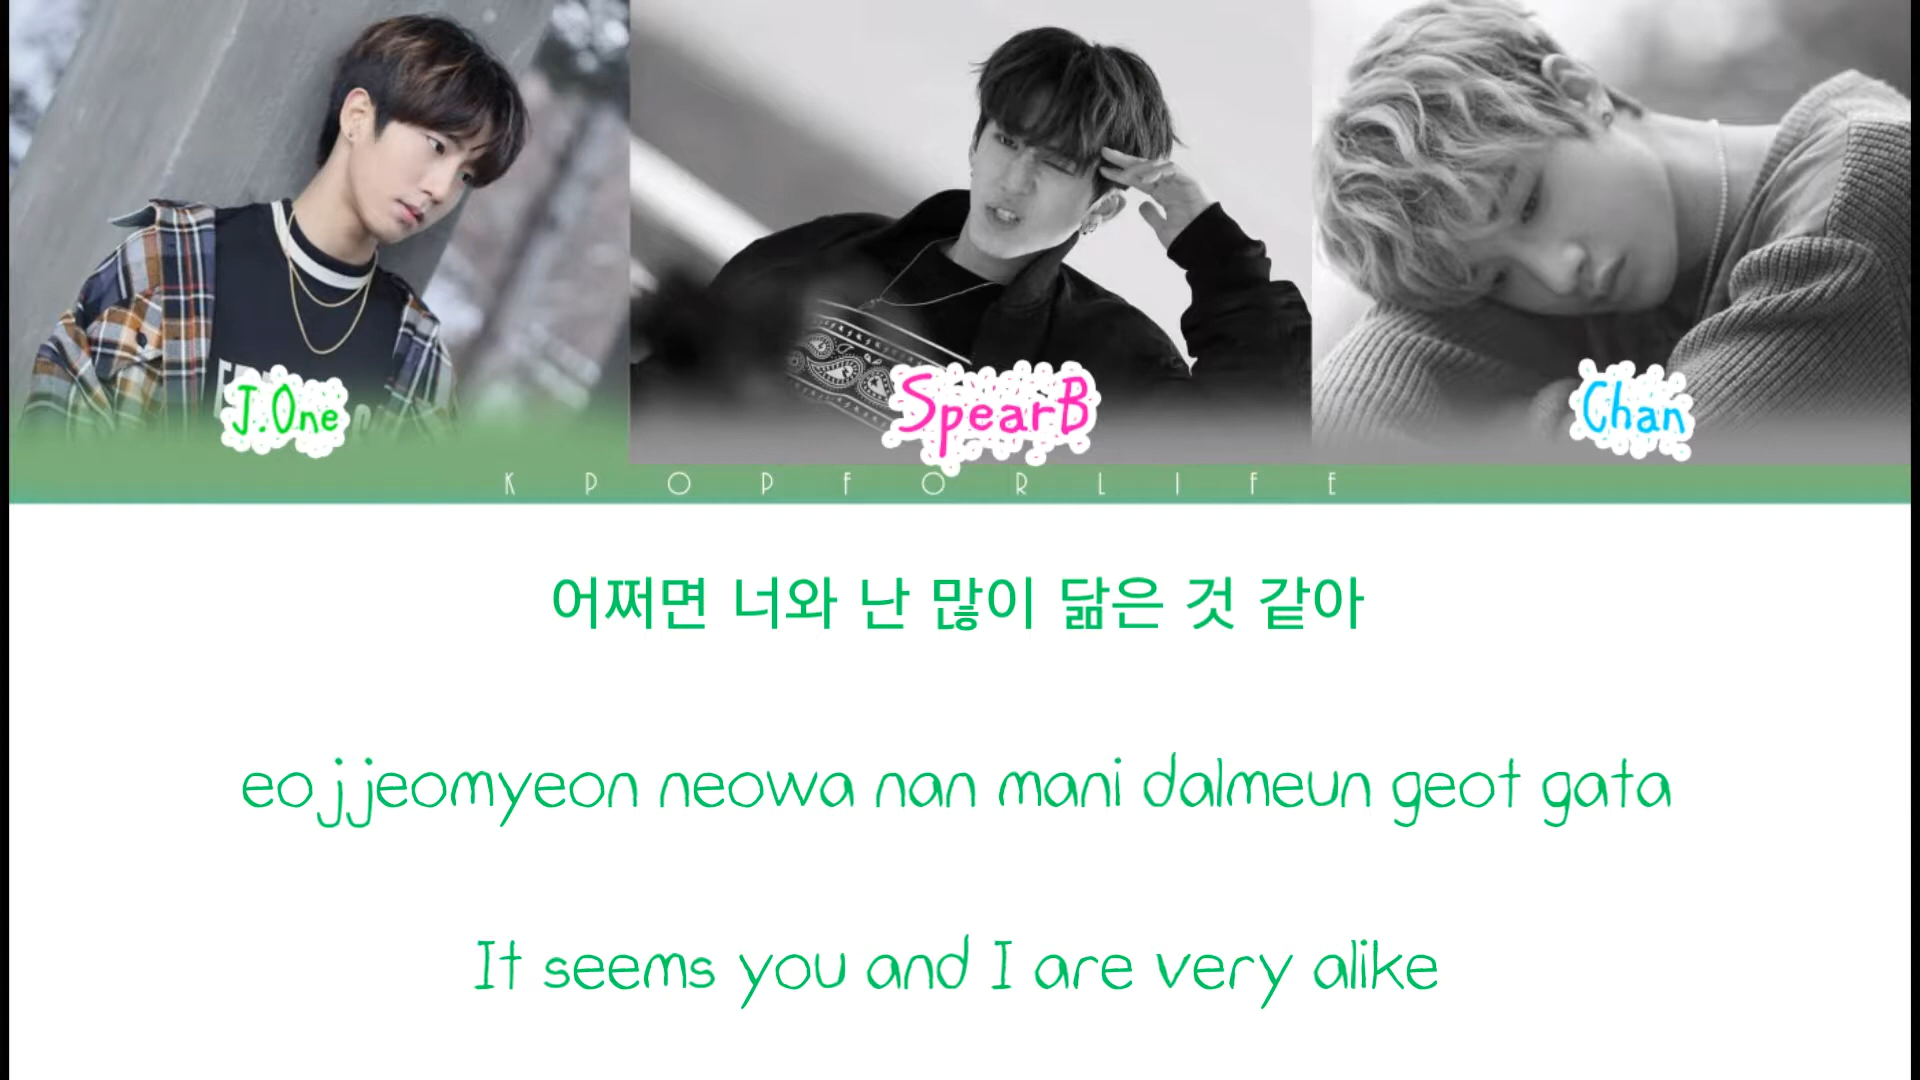 J.One
SpearB
Chan
KPOPFORLIFE
어쩌면 너와 난 많이 닮은 것 같아
eojjeomyeon neowa nan mani dalmeun geot gata
It seems you and I are very alike